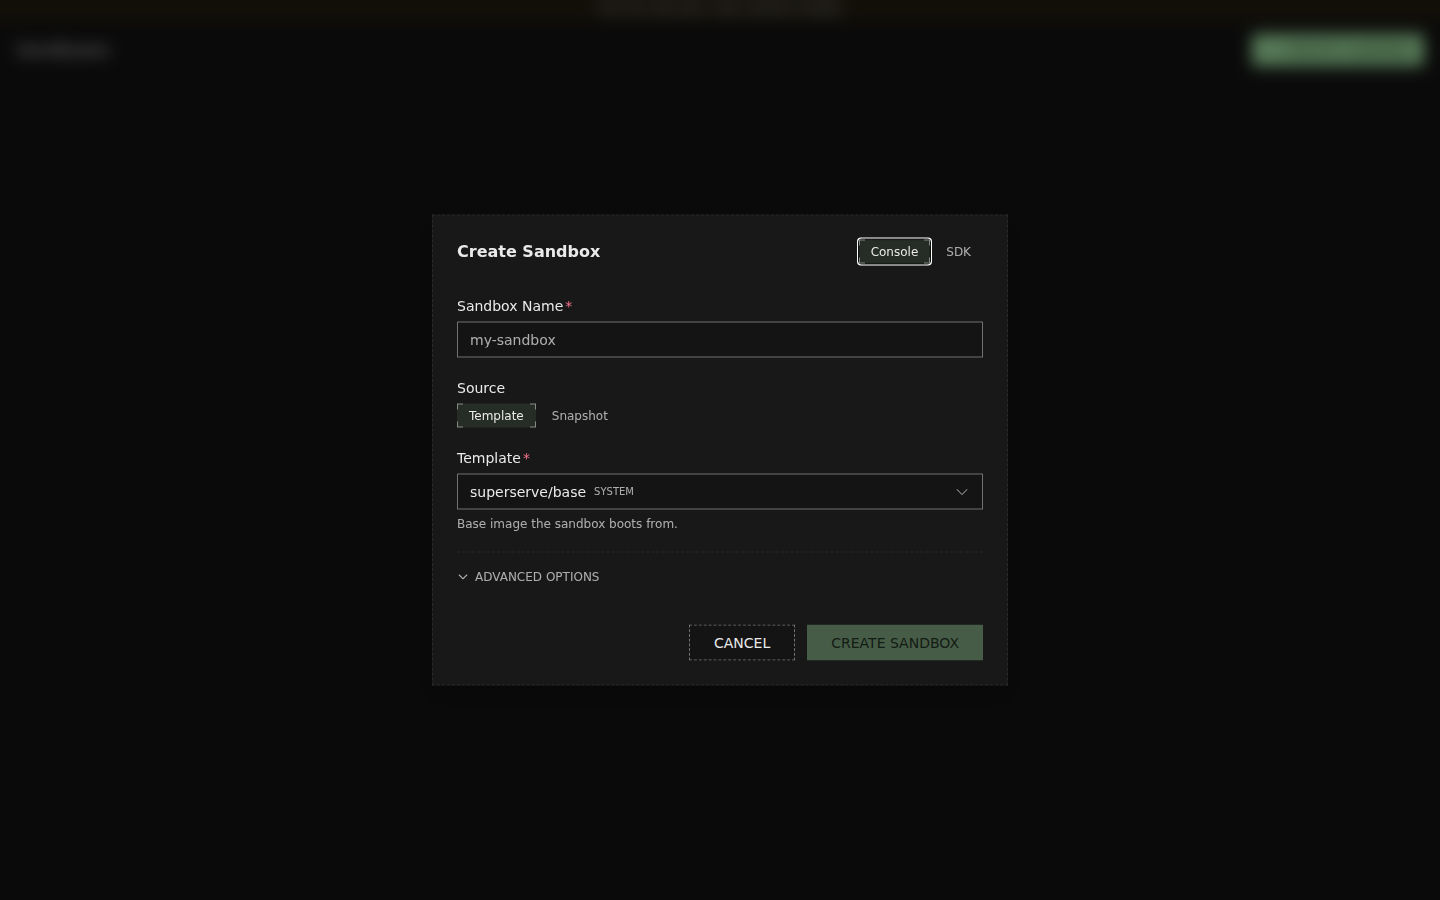 Create Sandbox
Console
SDK
Sandbox Name*
my-sandbox
Source
Template
Snapshot
Template*
superserve/base SYSTEM
Base image the sandbox boots from.
ADVANCED OPTIONS
CANCEL
CREATE SANDBOX